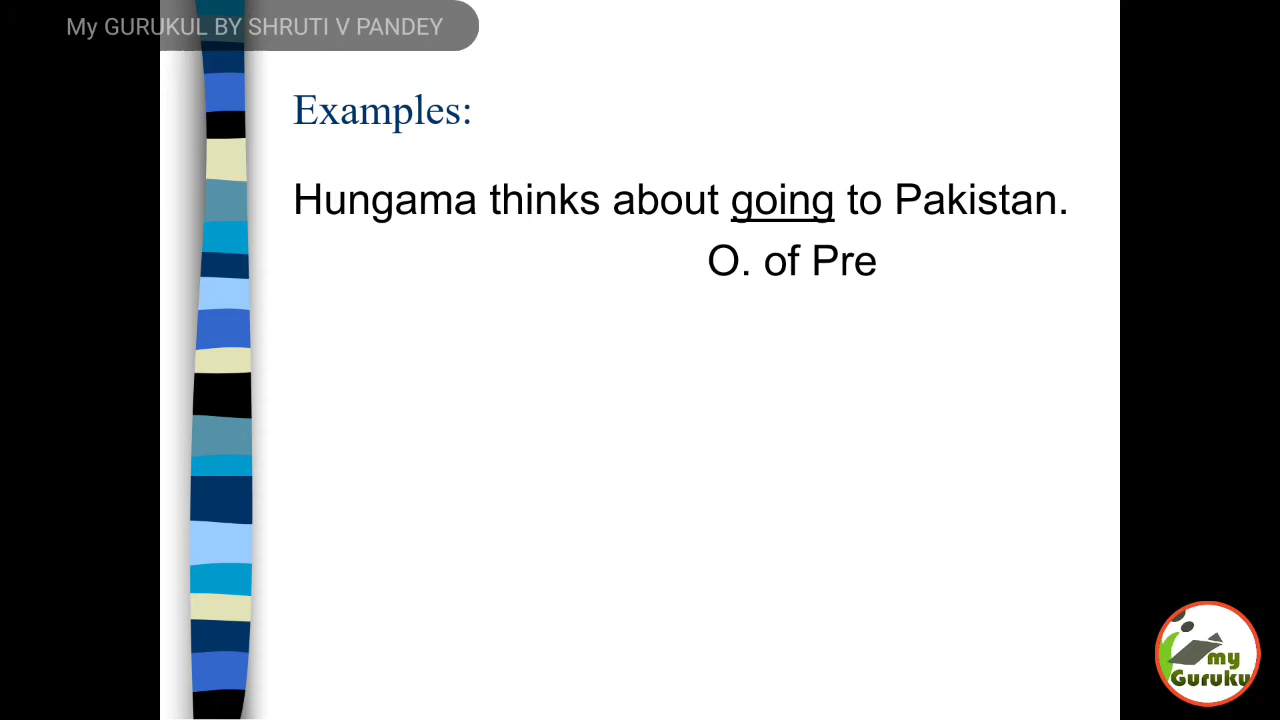 My GURUKUL BY SHRUTI V PANDEY
Examples:
Hungama thinks about going to Pakistan.
O. of Pre
my
Guruku